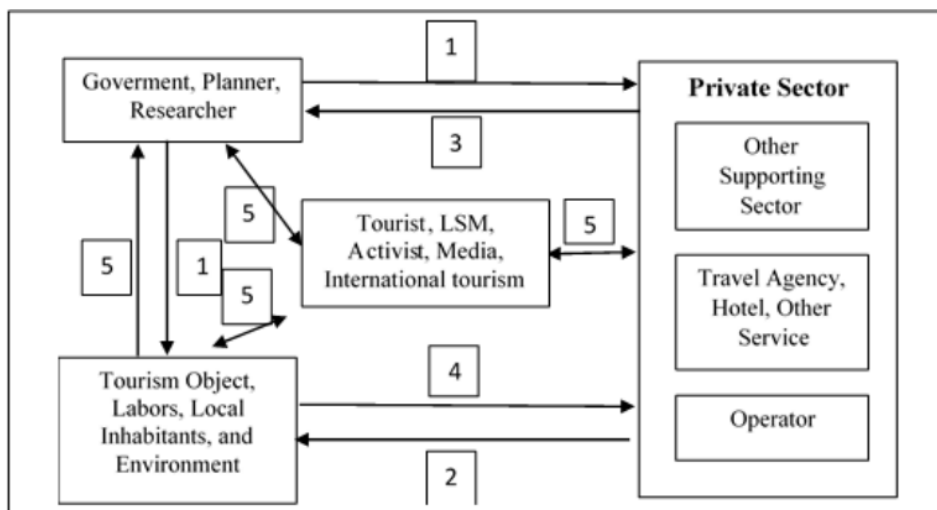 1
Goverment, Planner,
Researcher
Private Sector
3
Other
Supporting
Sector
5
Tourist, LSM,
Activist, Media,
International tourism
5
5
1
5
Travel Agency,
Hotel, Other
Service
Tourism Object,
Labors, Local
Inhabitants, and
Environment
4
Operator
2